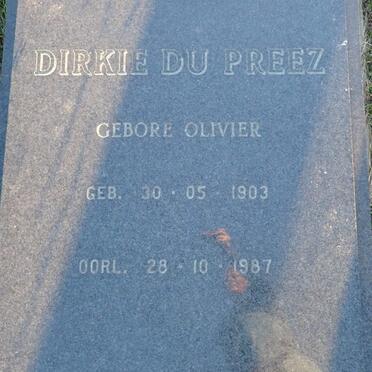 DIRKIE DU PREEZ
GEBORE OLIVIER
GEB. 30 · 05 · 1903
OORL. 28 · 10 · 1987